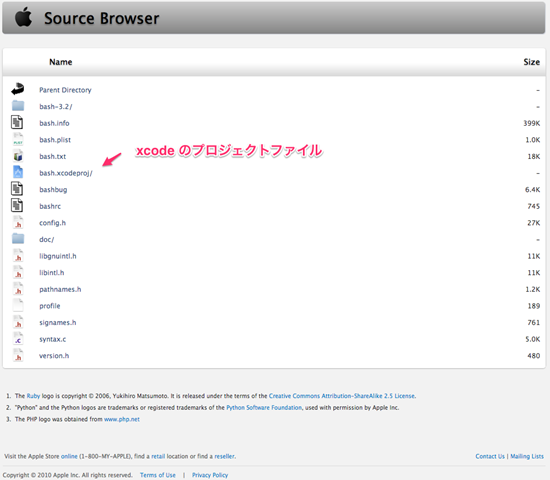 Source Browser
Name Size
Parent Directory –
bash-3.2/ –
bash.info 399K
bash.plist 1.0K
bash.txt 18K
xcode のプロジェクトファイル
bash.xcodeproj/ –
bashbug 6.4K
bashrc 745
config.h 27K
doc/ –
libgnuintl.h 11K
libintl.h 11K
pathnames.h 1.2K
profile 189
signames.h 761
syntax.c 5.0K
version.h 480
1. The Ruby logo is copyright © 2006, Yukihiro Matsumoto. It is released under the terms of the Creative Commons Attribution-ShareAlike 2.5 License.
2. "Python" and the Python logos are trademarks or registered trademarks of the Python Software Foundation, used with permission by Apple Inc.
3. The PHP logo was obtained from www.php.net
Visit the Apple Store online (1-800-MY-APPLE), find a retail location or find a reseller. Contact Us | Mailing Lists
Copyright © 2010 Apple Inc. All rights reserved. Terms of Use | Privacy Policy